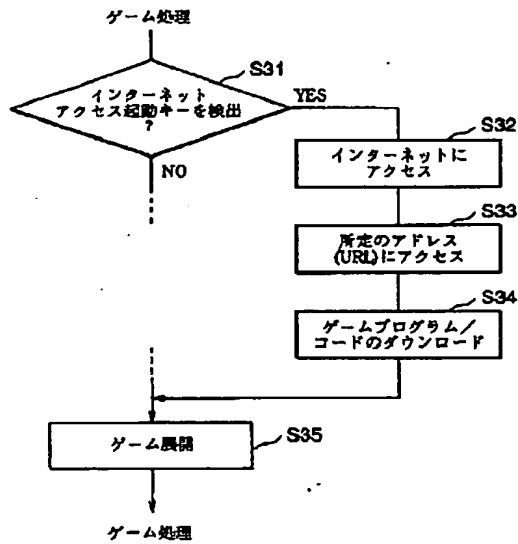 ゲーム処理
S31
インターネット
アクセス起動キーを検出
?
YES
NO
S32
インターネットに
アクセス
S33
所定のアドレス
(URL)にアクセス
S34
ゲームプログラム/
コードのダウンロード
ゲーム展開
S35
ゲーム処理